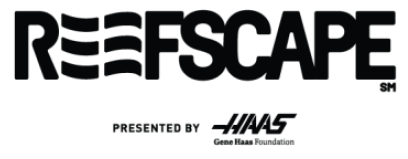 REEFSCAPE
SM
PRESENTED BY HAAS
Gene Haas Foundation